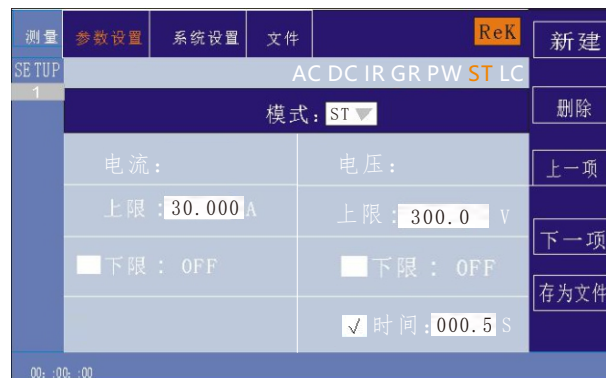 测量 参数设置 系统设置 文件 ReK 新建
SETUP AC DC IR GR PW ST LC
1
模式：ST 删除
电流： 电压： 上一项
上限：30.000 A 上限：300.0 V
下一项
下限：OFF 下限：OFF
存为文件
√ 时间：000.5 S
00: :00: :00